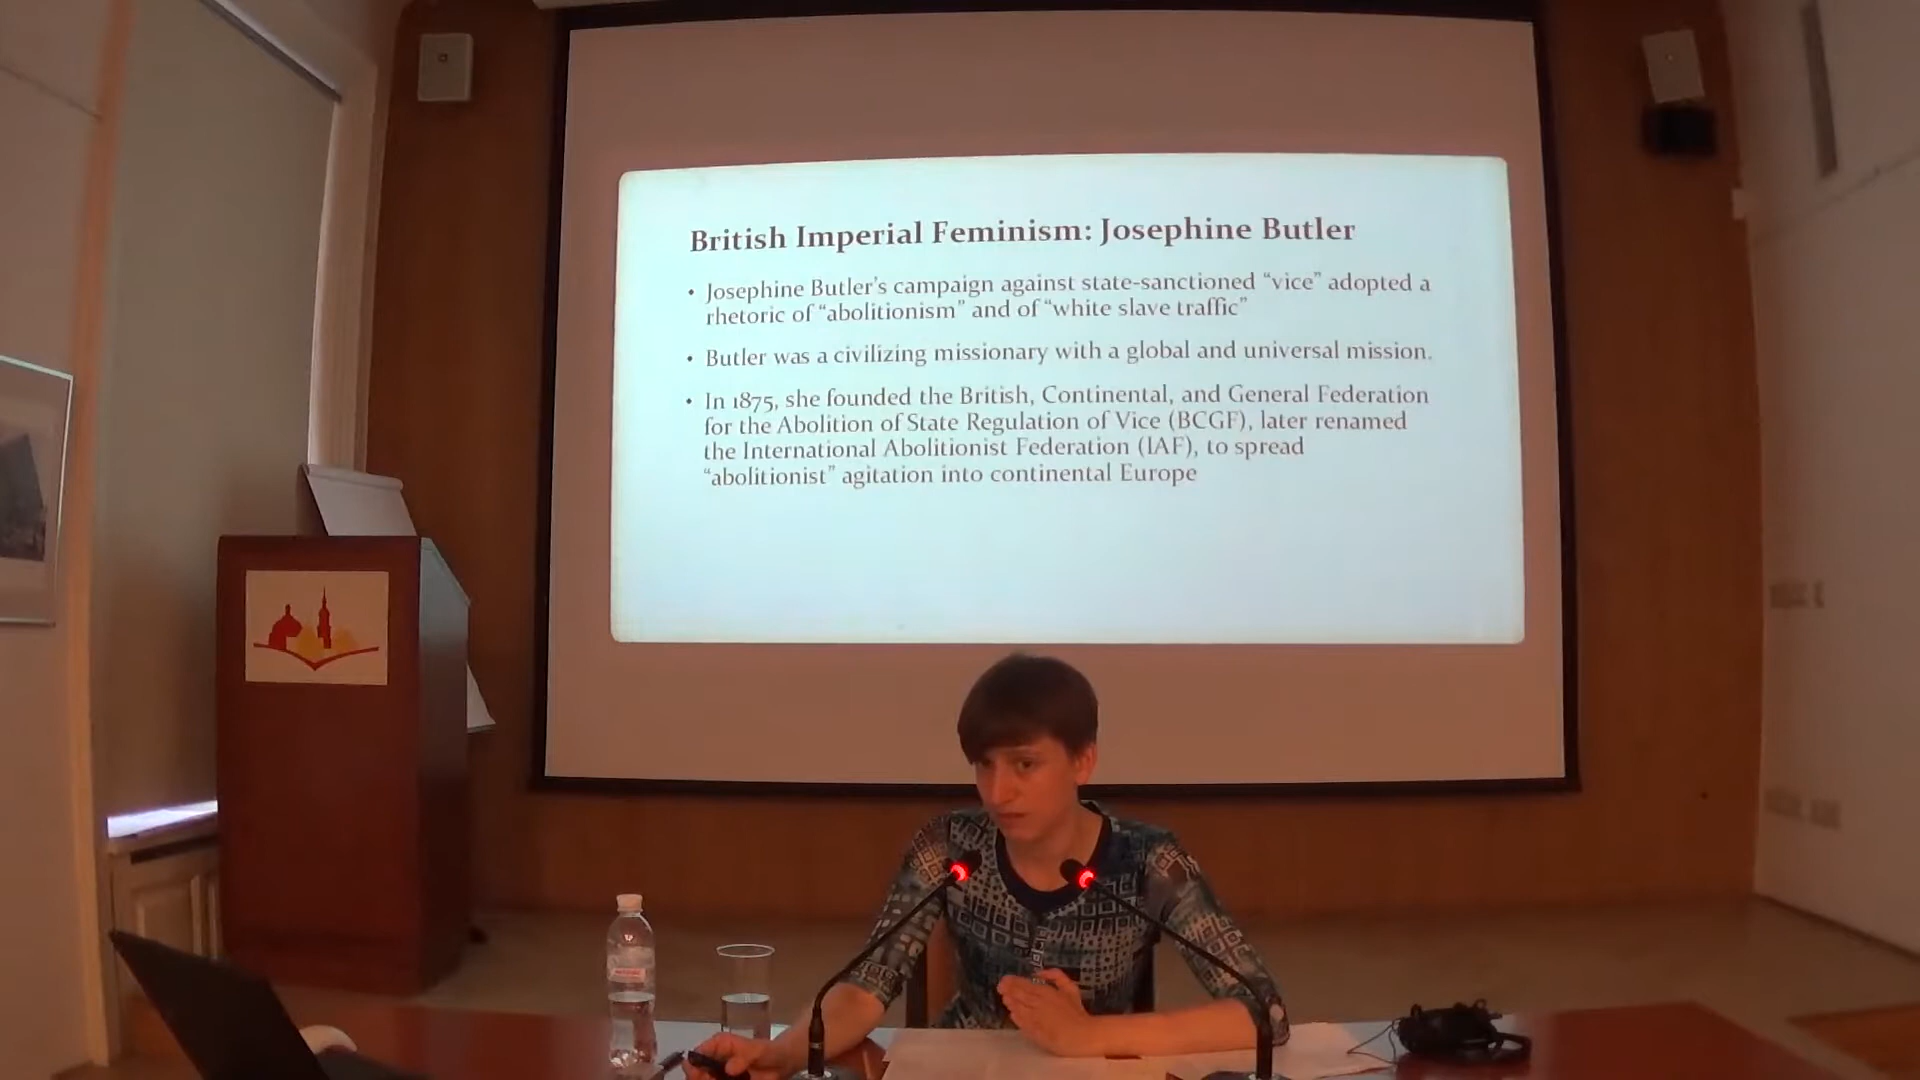 British Imperial Feminism: Josephine Butler
• Josephine Butler's campaign against state-sanctioned “vice” adopted a
rhetoric of “abolitionism” and of “white slave traffic”
• Butler was a civilizing missionary with a global and universal mission.
• In 1875, she founded the British, Continental, and General Federation
for the Abolition of State Regulation of Vice (BCGF), later renamed
the International Abolitionist Federation (IAF), to spread
“abolitionist” agitation into continental Europe